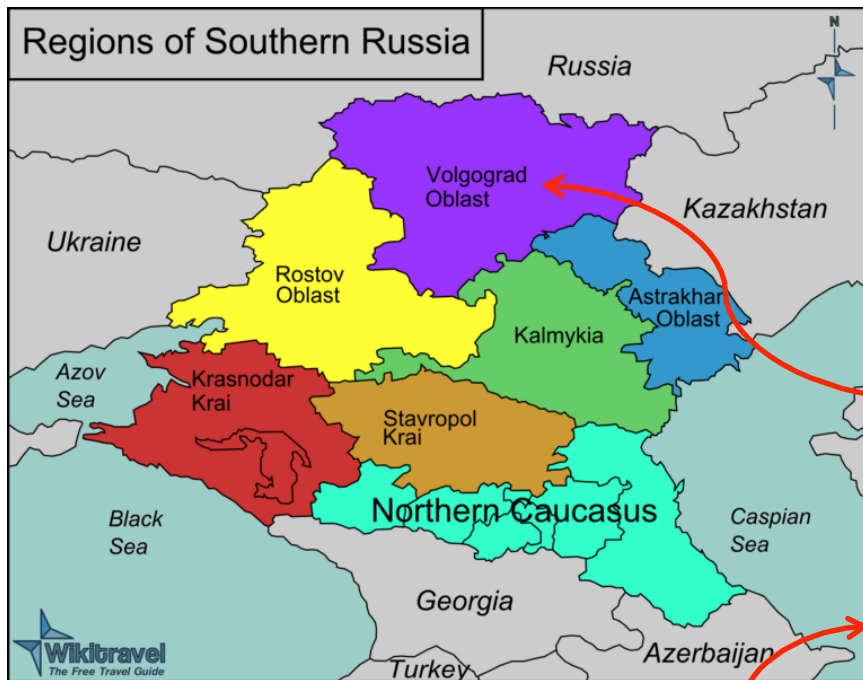 Regions of Southern Russia
N
Russia
Volgograd
Oblast
Kazakhstan
Ukraine
Rostov
Oblast
Astrakhan
Oblast
Kalmykia
Azov
Sea
Krasnodar
Krai
Stavropol
Krai
Northern Caucasus
Black
Sea
Caspian
Sea
Georgia
Azerbaijan
Turkey
Wikitravel
The Free Travel Guide